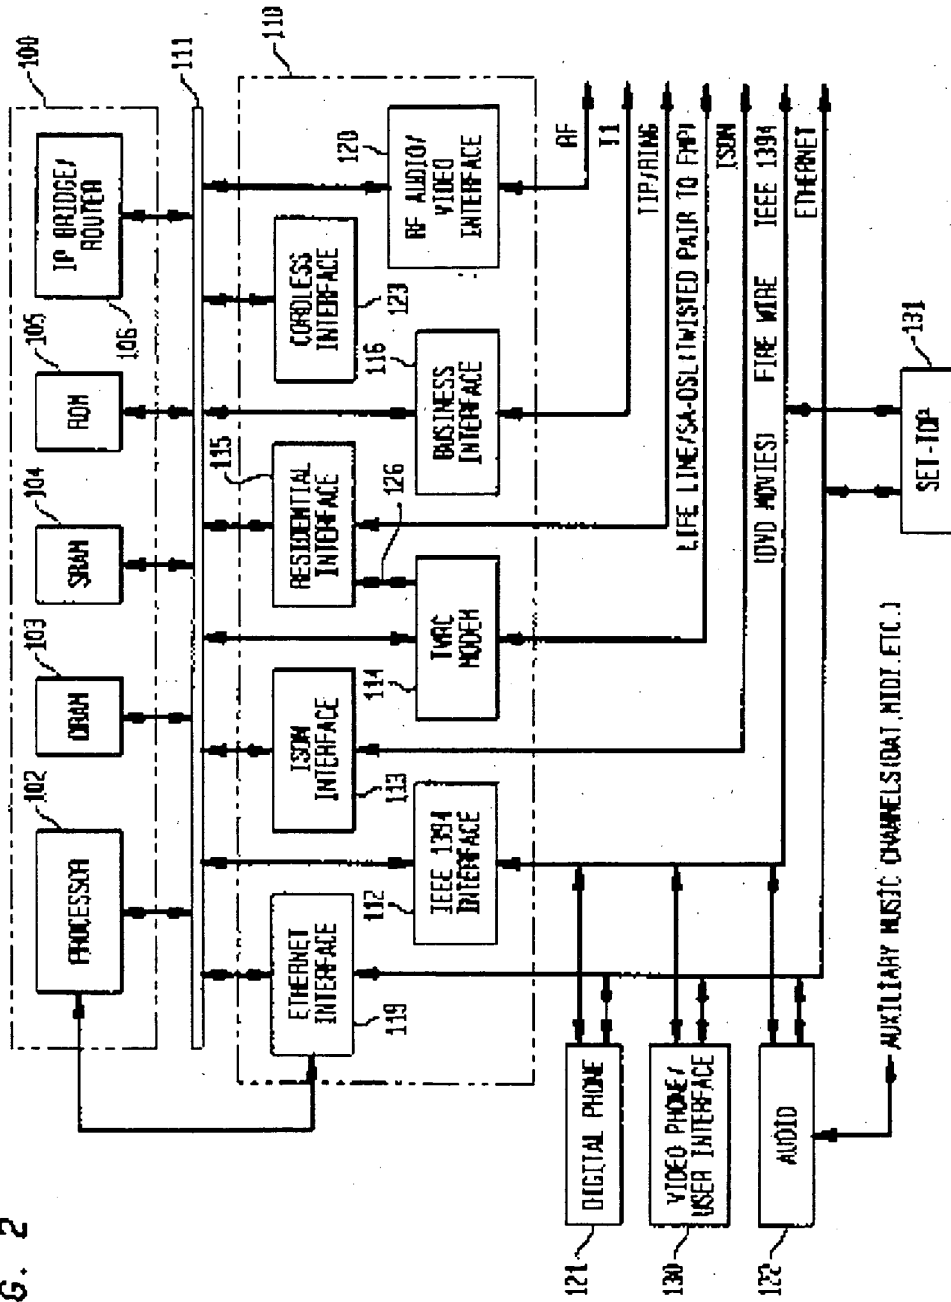 G. 2
100
PROCESSOR
102
DRAM
103
SRAM
104
ROM
105
IP BRIDGE/
ROUTER
106
111
110
ETHERNET
INTERFACE
119
IEEE 1394
INTERFACE
112
ISDN
INTERFACE
113
TVRC
MODEM
114
RESIDENTIAL
INTERFACE
115
126
BUSINESS
INTERFACE
116
CORDLESS
INTERFACE
123
RF AUDIO/
VIDEO
INTERFACE
120
RF
T1
TIP/RING
LIFE LINE/SA-DSL(TWISTED PAIR TO FMP)
ISDN
(DVD MOVIES) FIRE WIRE IEEE 1394
ETHERNET
DIGITAL PHONE
121
VIDEO PHONE/
USER INTERFACE
130
AUDIO
122
AUXILIARY MUSIC CHANNELS(DAT,MIDI,ETC.)
SET-TOP
131